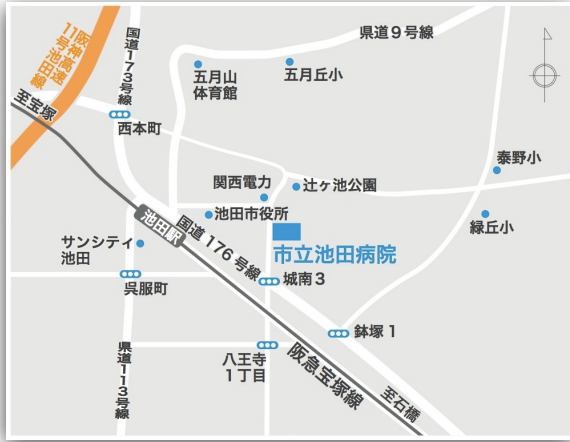 県道9号線
国道173号線
阪神高速
11号池田線
五月山
体育館
五月丘小
至宝塚
西本町
泰野小
関西電力
辻ヶ池公園
池田駅
池田市役所
緑丘小
国道176号線
市立池田病院
サンシティ
池田
呉服町
城南3
鉢塚1
八王寺
1丁目
阪急宝塚線
県道113号線
至石橋